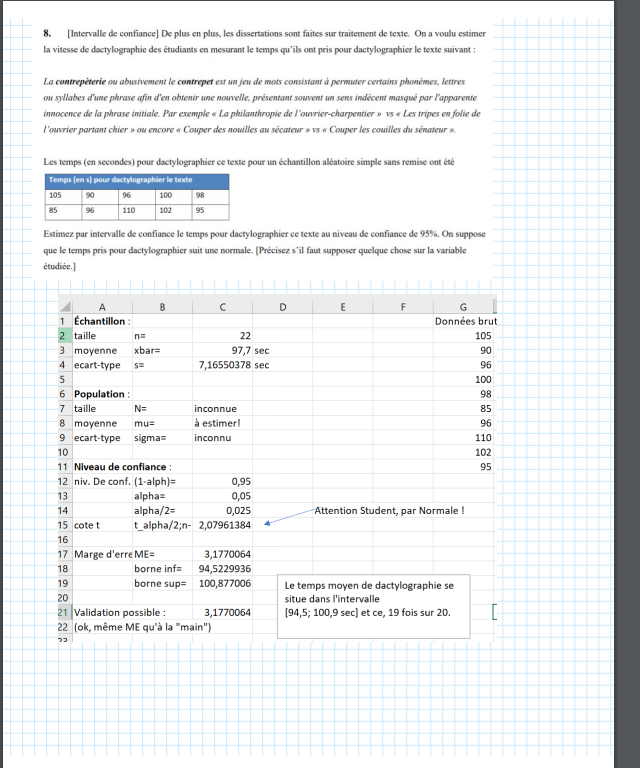 8. [Intervalle de confiance] De plus en plus, les dissertations sont faites sur traitement de texte. On a voulu estimer
la vitesse de dactylographie des étudiants en mesurant le temps qu'ils ont pris pour dactylographier le texte suivant :
La contrepèterie ou abusivement le contrepet est un jeu de mots consistant à permuter certains phonèmes, lettres
ou syllabes d'une phrase afin d'en obtenir une nouvelle, présentant souvent un sens indécent masqué par l'apparente
innocence de la phrase initiale. Par exemple « La philanthropie de l'ouvrier-charpentier » vs « Les tripes en folie de
l'ouvrier partant chier » ou encore « Couper des nouilles au sécateur » vs « Couper les couilles du sénateur ».
Les temps (en secondes) pour dactylographier ce texte pour un échantillon aléatoire simple sans remise ont été
Temps (en s) pour dactylographier le texte
105 90 96 100 98
85 96 110 102 95
Estimez par intervalle de confiance le temps pour dactylographier ce texte au niveau de confiance de 95%. On suppose
que le temps pris pour dactylographier suit une normale. [Précisez s'il faut supposer quelque chose sur la variable
étudiée.]
A B C D E F G
1 Échantillon : Données brut
2 taille n= 22 105
3 moyenne xbar= 97,7 sec 90
4 ecart-type s= 7,16550378 sec 96
5 100
6 Population : 98
7 taille N= inconnue 85
8 moyenne mu= à estimer! 96
9 ecart-type sigma= inconnu 110
10 102
11 Niveau de confiance : 95
12 niv. De conf. (1-alph)= 0,95
13 alpha= 0,05
14 alpha/2= 0,025 Attention Student, par Normale !
15 cote t t_alpha/2;n- 2,07961384
16
17 Marge d'erre ME= 3,1770064
18 borne inf= 94,5229936
19 borne sup= 100,877006
20
21 Validation possible : 3,1770064
22 (ok, même ME qu'à la "main")
23
Le temps moyen de dactylographie se
situe dans l'intervalle
[94,5; 100,9 sec] et ce, 19 fois sur 20.